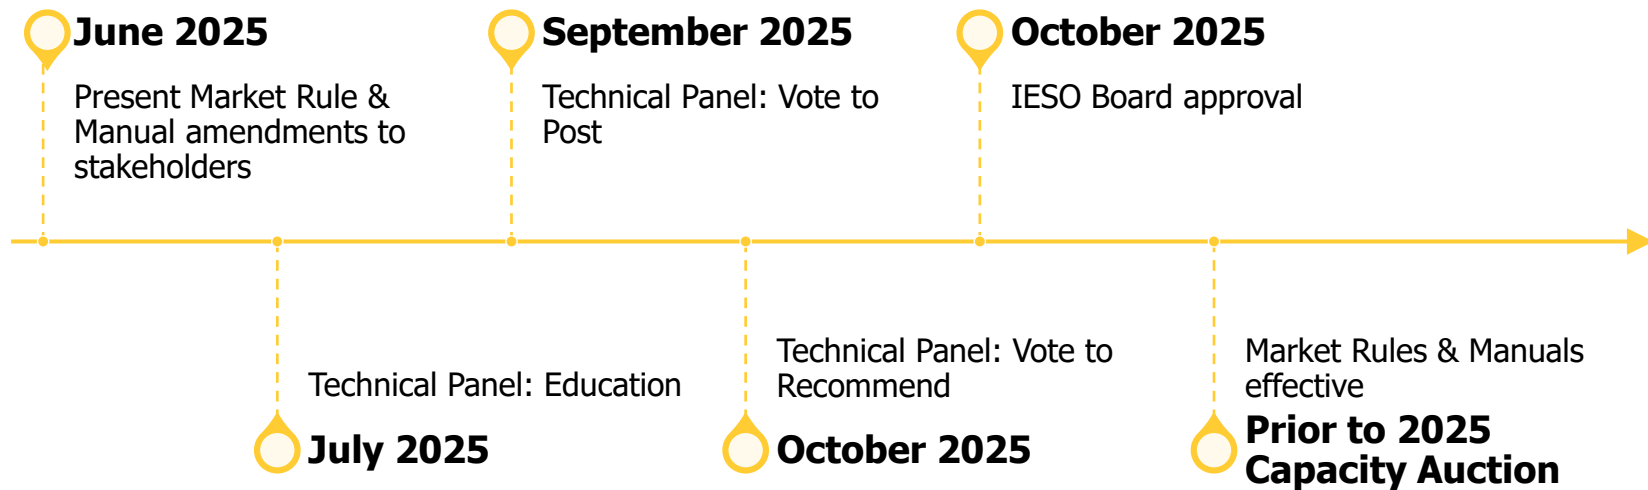 June 2025
Present Market Rule &
Manual amendments to
stakeholders
September 2025
Technical Panel: Vote to
Post
October 2025
IESO Board approval
Technical Panel: Education
July 2025
Technical Panel: Vote to
Recommend
October 2025
Market Rules & Manuals
effective
Prior to 2025
Capacity Auction